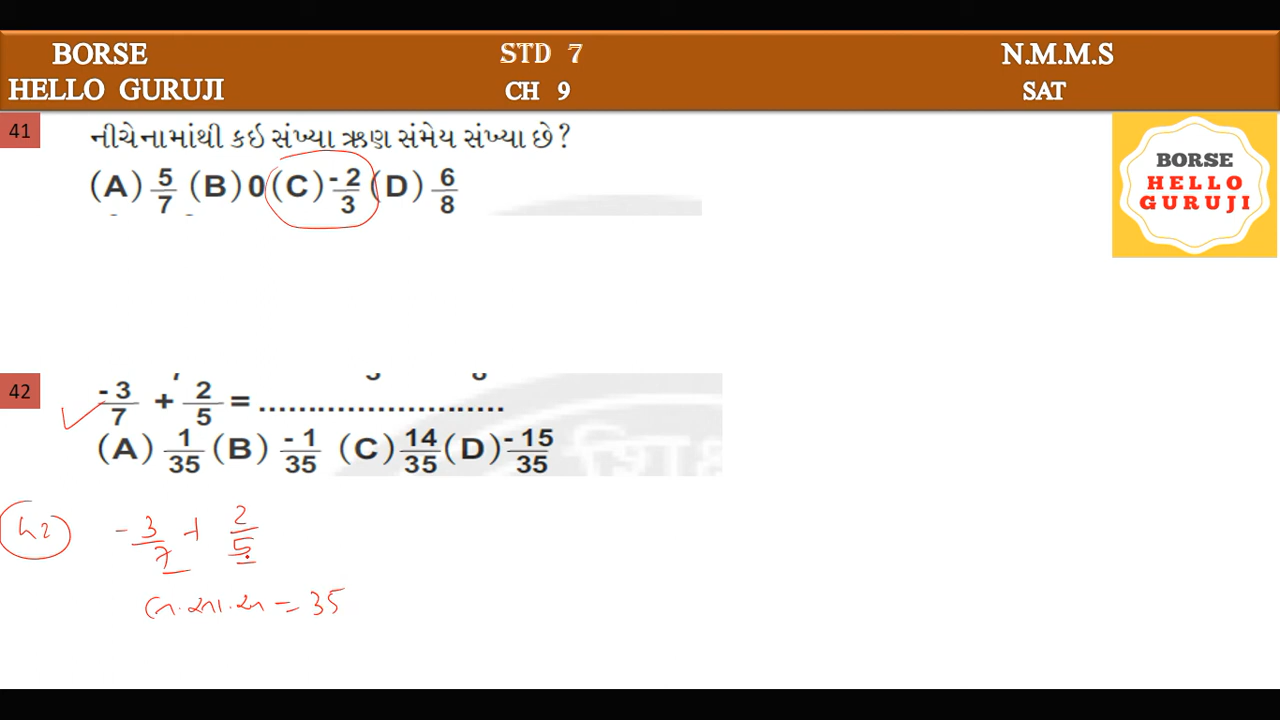 BORSE STD 7 N.M.M.S
HELLO GURUJI CH 9 SAT
41 નીચેનામાંથી કઇ સંખ્યા ઋણ સંમેય સંખ્યા છે?
(A) 5/7 (B) 0 (C) -2/3 (D) 6/8
BORSE
HELLO
GURUJI
42 -3/7 + 2/5 = ........................
(A) 1/35 (B) -1/35 (C) 14/35 (D) -15/35
42 -3/7 + 2/5
લ.સા.અ = 35